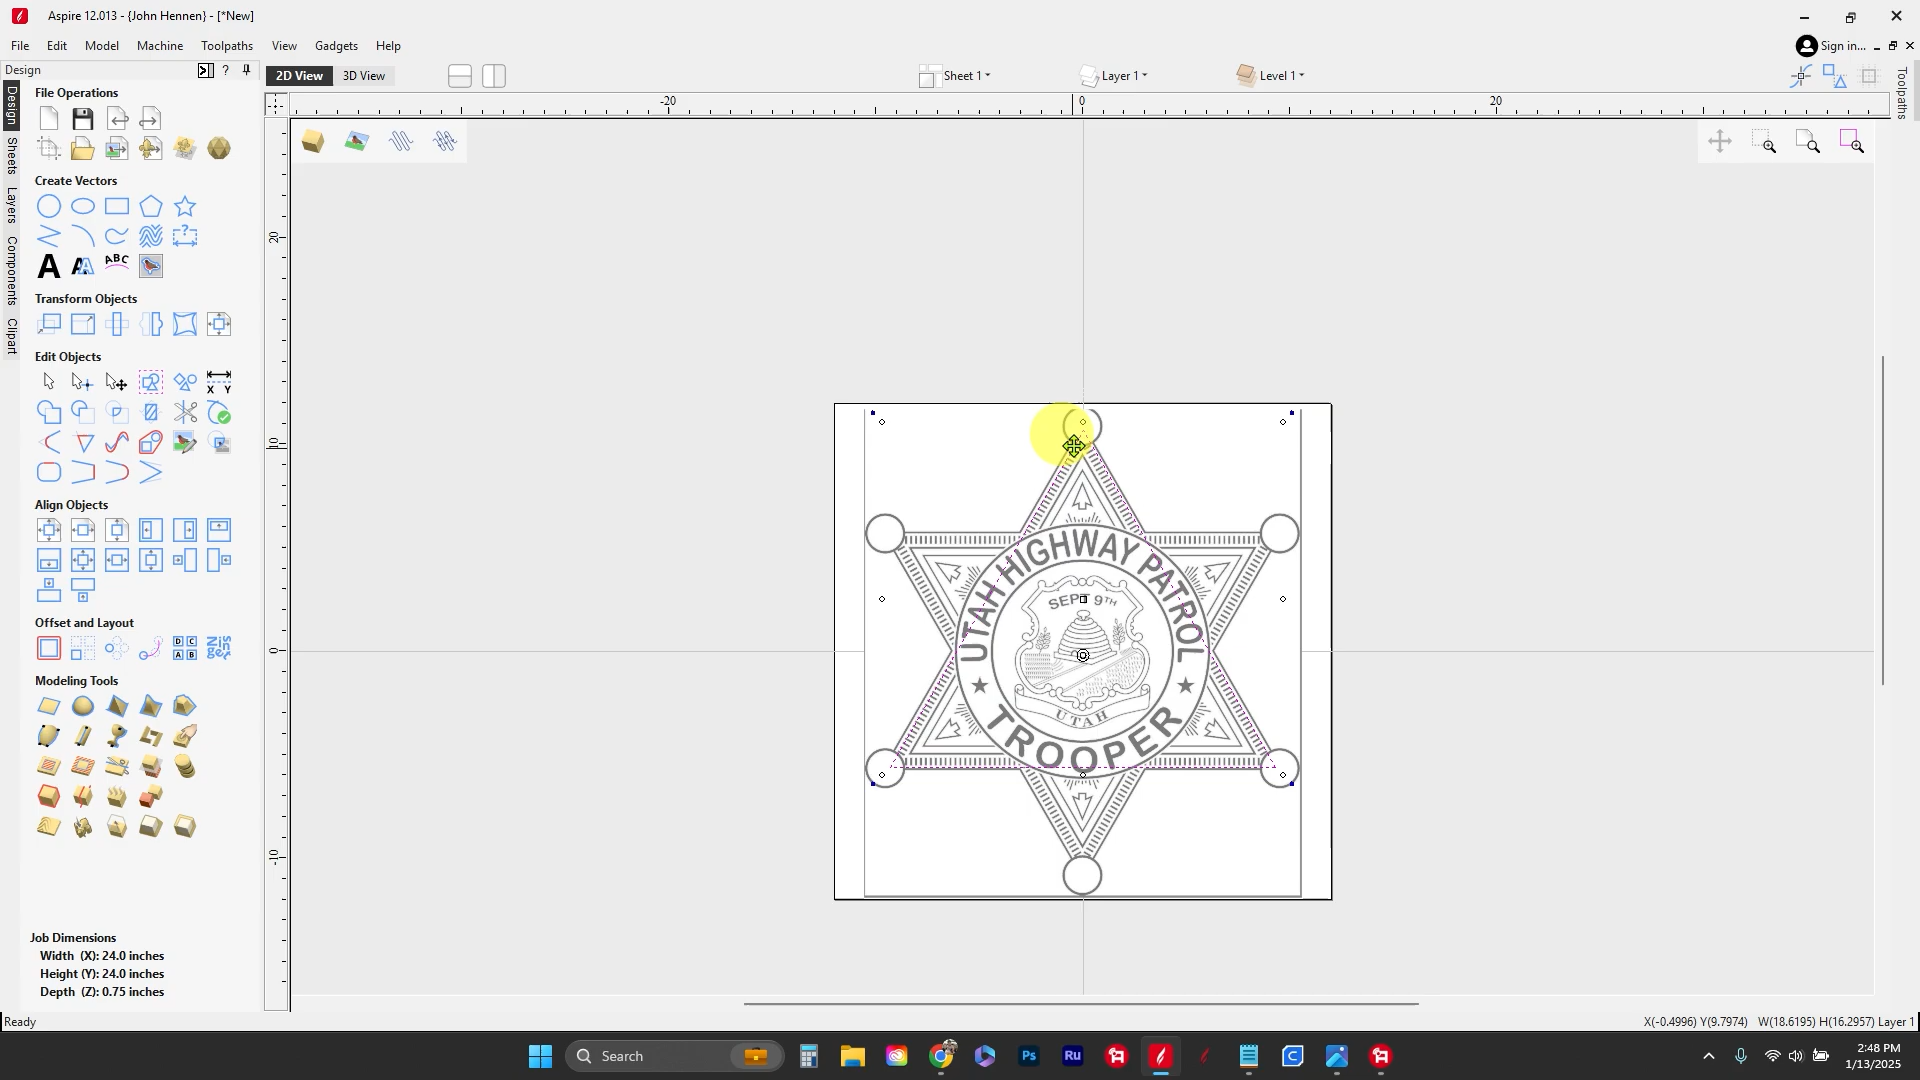 Aspire 12.013 - {John Hennen} - [*New]
File Edit Model Machine Toolpaths View Gadgets Help
Sign in...
Design
?
2D View 3D View
Sheet 1
Layer 1
Level 1
Toolpaths
Design
Sheets
Layers
Components
Clipart
File Operations
Create Vectors
A A ABC
Transform Objects
Edit Objects
X Y
Align Objects
Offset and Layout
Modeling Tools
Job Dimensions
Width (X): 24.0 inches
Height (Y): 24.0 inches
Depth (Z): 0.75 inches
-20 0 20
20
10
0
-10
UTAH HIGHWAY PATROL
SEPT 9TH
UTAH
TROOPER
Ready
X(-0.4996) Y(9.7974) W(18.6195) H(16.2957) Layer 1
Search
Ps
Ru
2:48 PM
1/13/2025